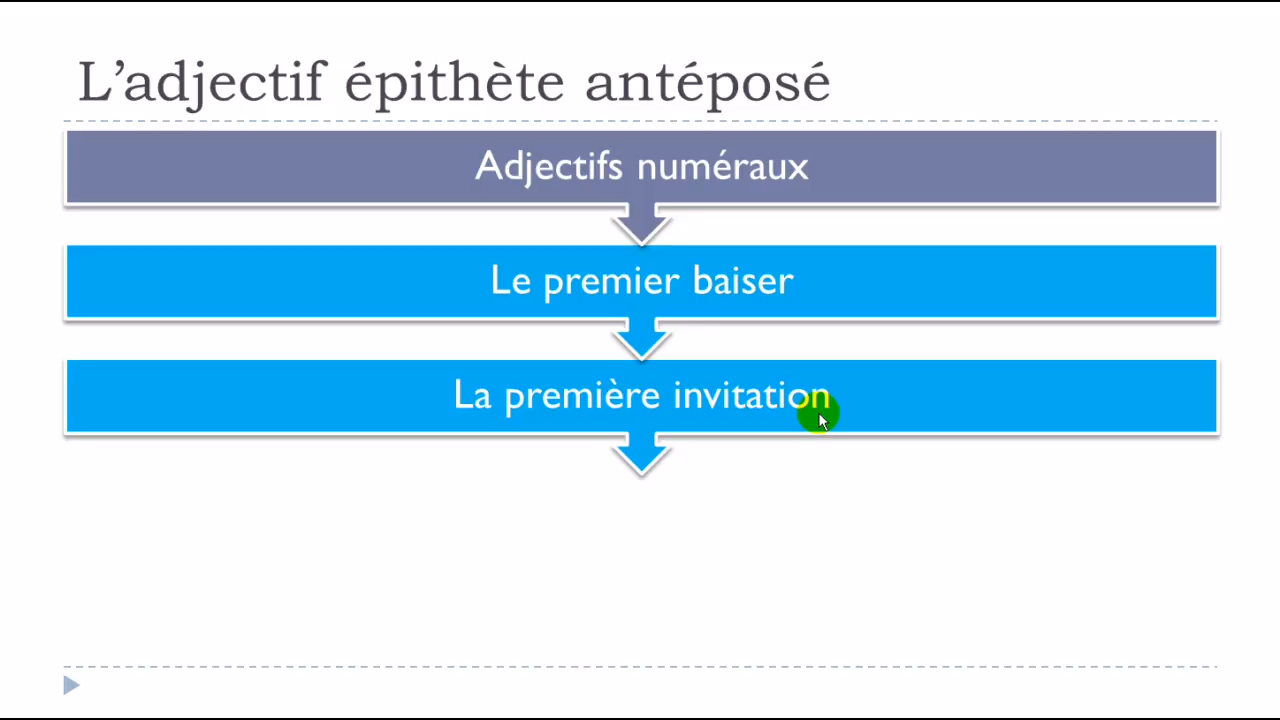 L’adjectif épithète antéposé
Adjectifs numéraux
Le premier baiser
La première invitation